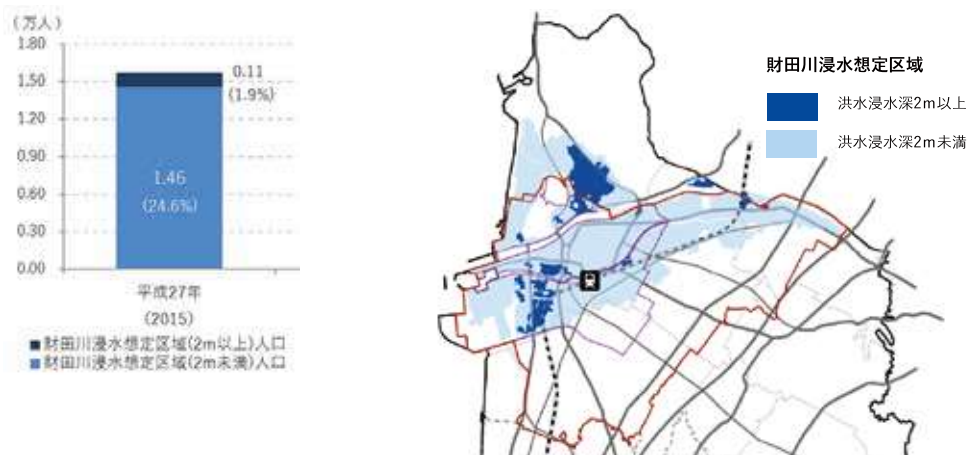 (万人)
1.80
1.50
1.20
0.90
0.60
0.30
0.00
0.11
(1.9%)
1.46
(24.6%)
平成27年
(2015)
■財田川浸水想定区域(2m以上)人口
■財田川浸水想定区域(2m未満)人口
財田川浸水想定区域
洪水浸水深2m以上
洪水浸水深2m未満